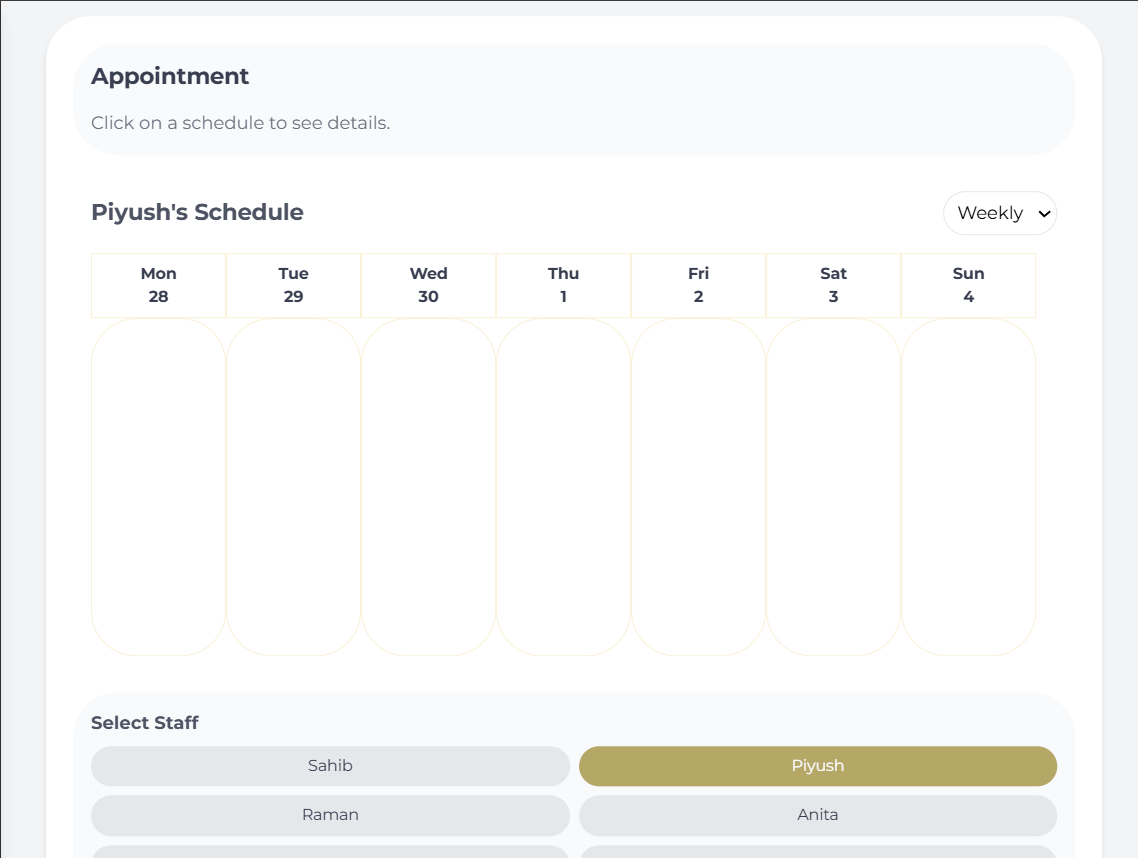 Appointment
Click on a schedule to see details.
Piyush's Schedule
Weekly
Mon Tue Wed Thu Fri Sat Sun
28 29 30 1 2 3 4
Select Staff
Sahib Piyush
Raman Anita